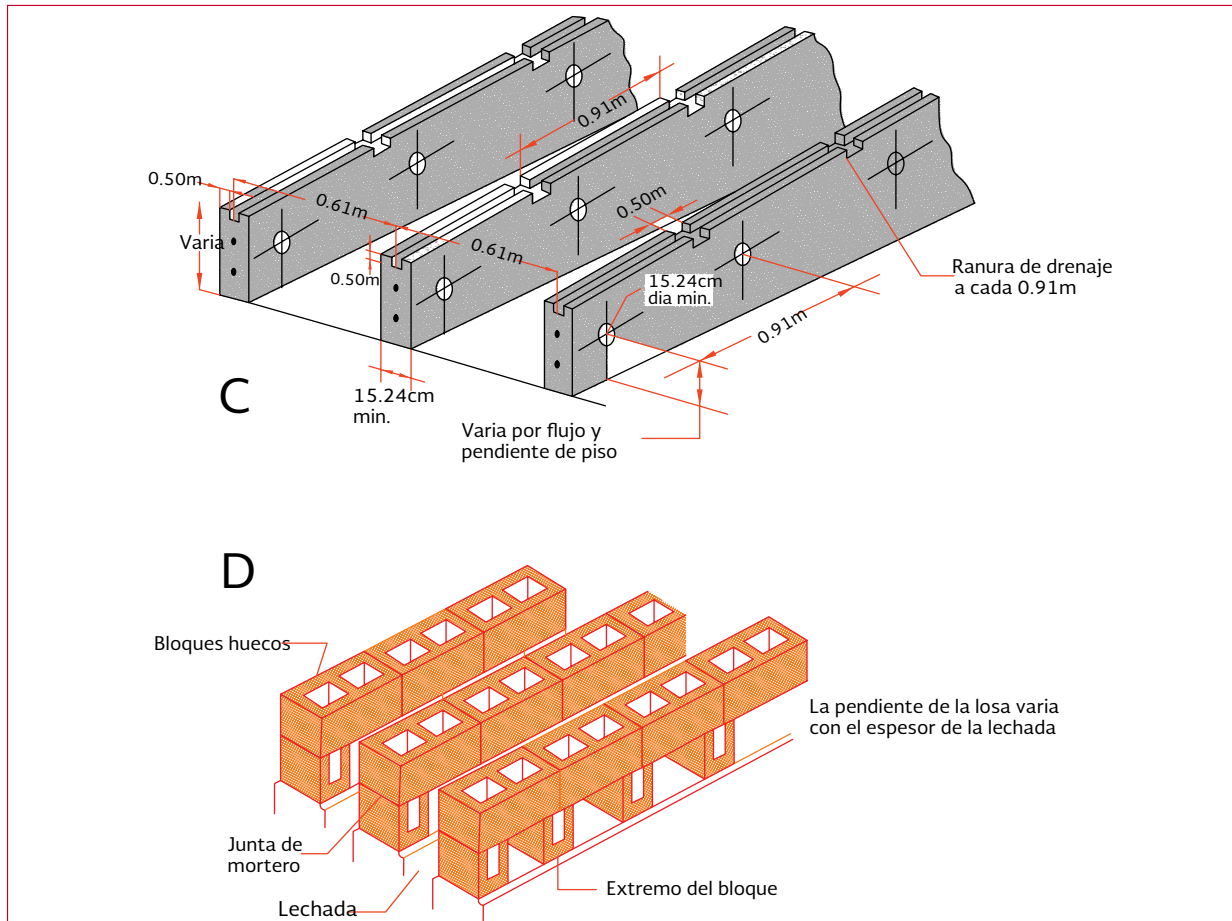 0.91m
0.50m
0.61m
Varia
0.50m
0.61m
0.50m
15.24cm
dia min.
Ranura de drenaje
a cada 0.91m
0.91m
C
15.24cm
min.
Varia por flujo y
pendiente de piso
D
Bloques huecos
La pendiente de la losa varia
con el espesor de la lechada
Junta de
mortero
Extremo del bloque
Lechada